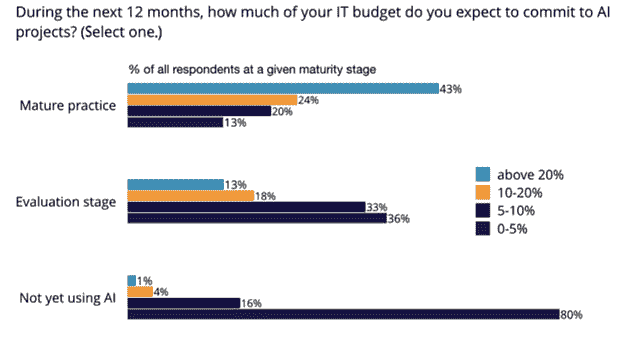 During the next 12 months, how much of your IT budget do you expect to commit to AI
projects? (Select one.)
% of all respondents at a given maturity stage
Mature practice
43%
24%
20%
13%
Evaluation stage
13%
18%
33%
36%
Not yet using AI
1%
4%
16%
80%
above 20%
10-20%
5-10%
0-5%